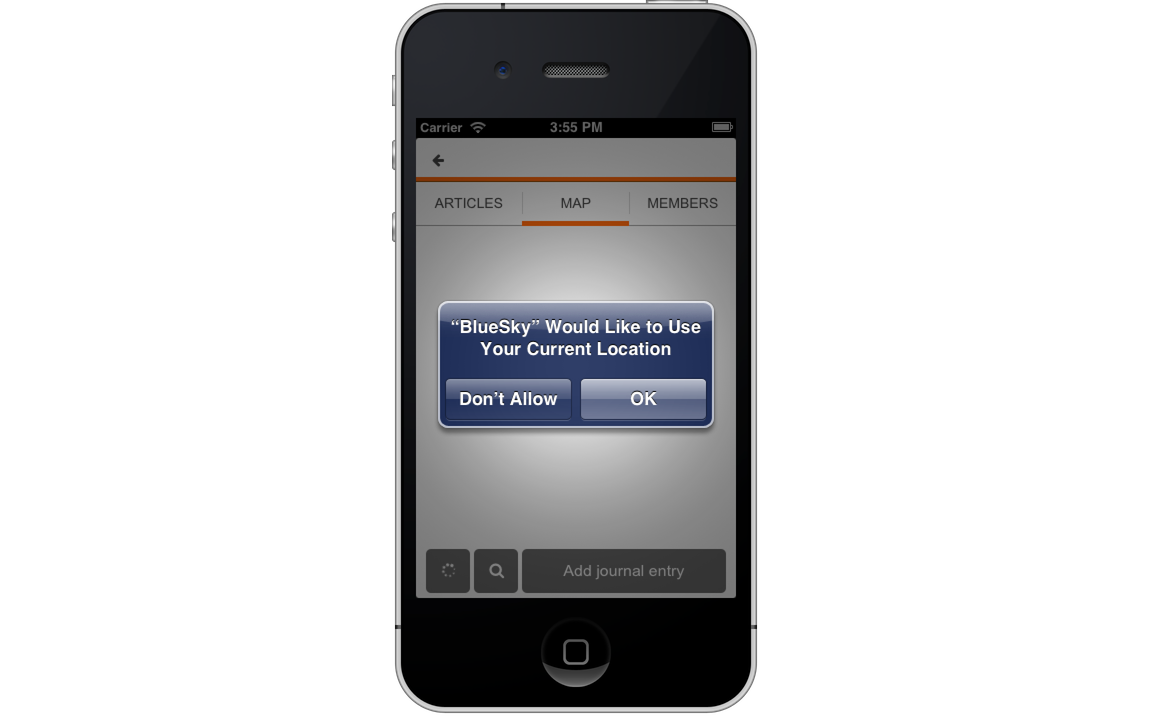 Carrier 3:55 PM
ARTICLES MAP MEMBERS
“BlueSky” Would Like to Use
Your Current Location
Don’t Allow OK
Add journal entry